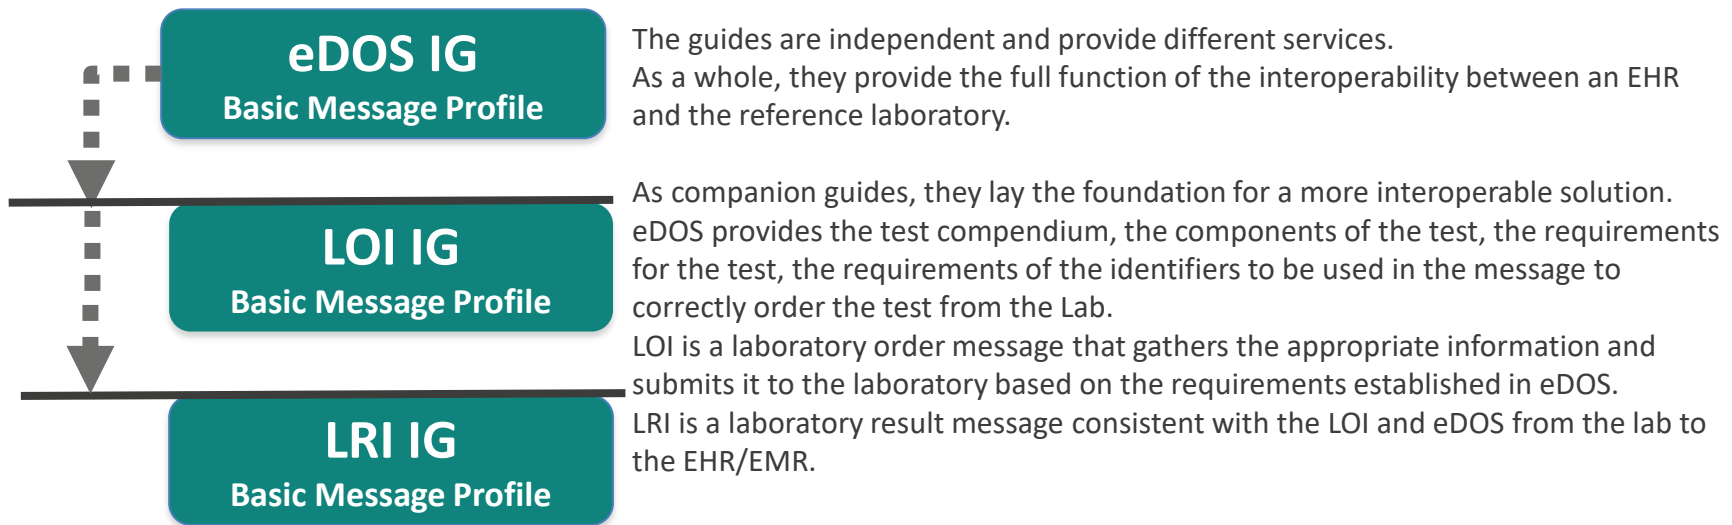 eDOS IG
Basic Message Profile
The guides are independent and provide different services.
As a whole, they provide the full function of the interoperability between an EHR
and the reference laboratory.
LOI IG
Basic Message Profile
As companion guides, they lay the foundation for a more interoperable solution.
eDOS provides the test compendium, the components of the test, the requirements
for the test, the requirements of the identifiers to be used in the message to
correctly order the test from the Lab.
LOI is a laboratory order message that gathers the appropriate information and
submits it to the laboratory based on the requirements established in eDOS.
LRI is a laboratory result message consistent with the LOI and eDOS from the lab to
the EHR/EMR.
LRI IG
Basic Message Profile